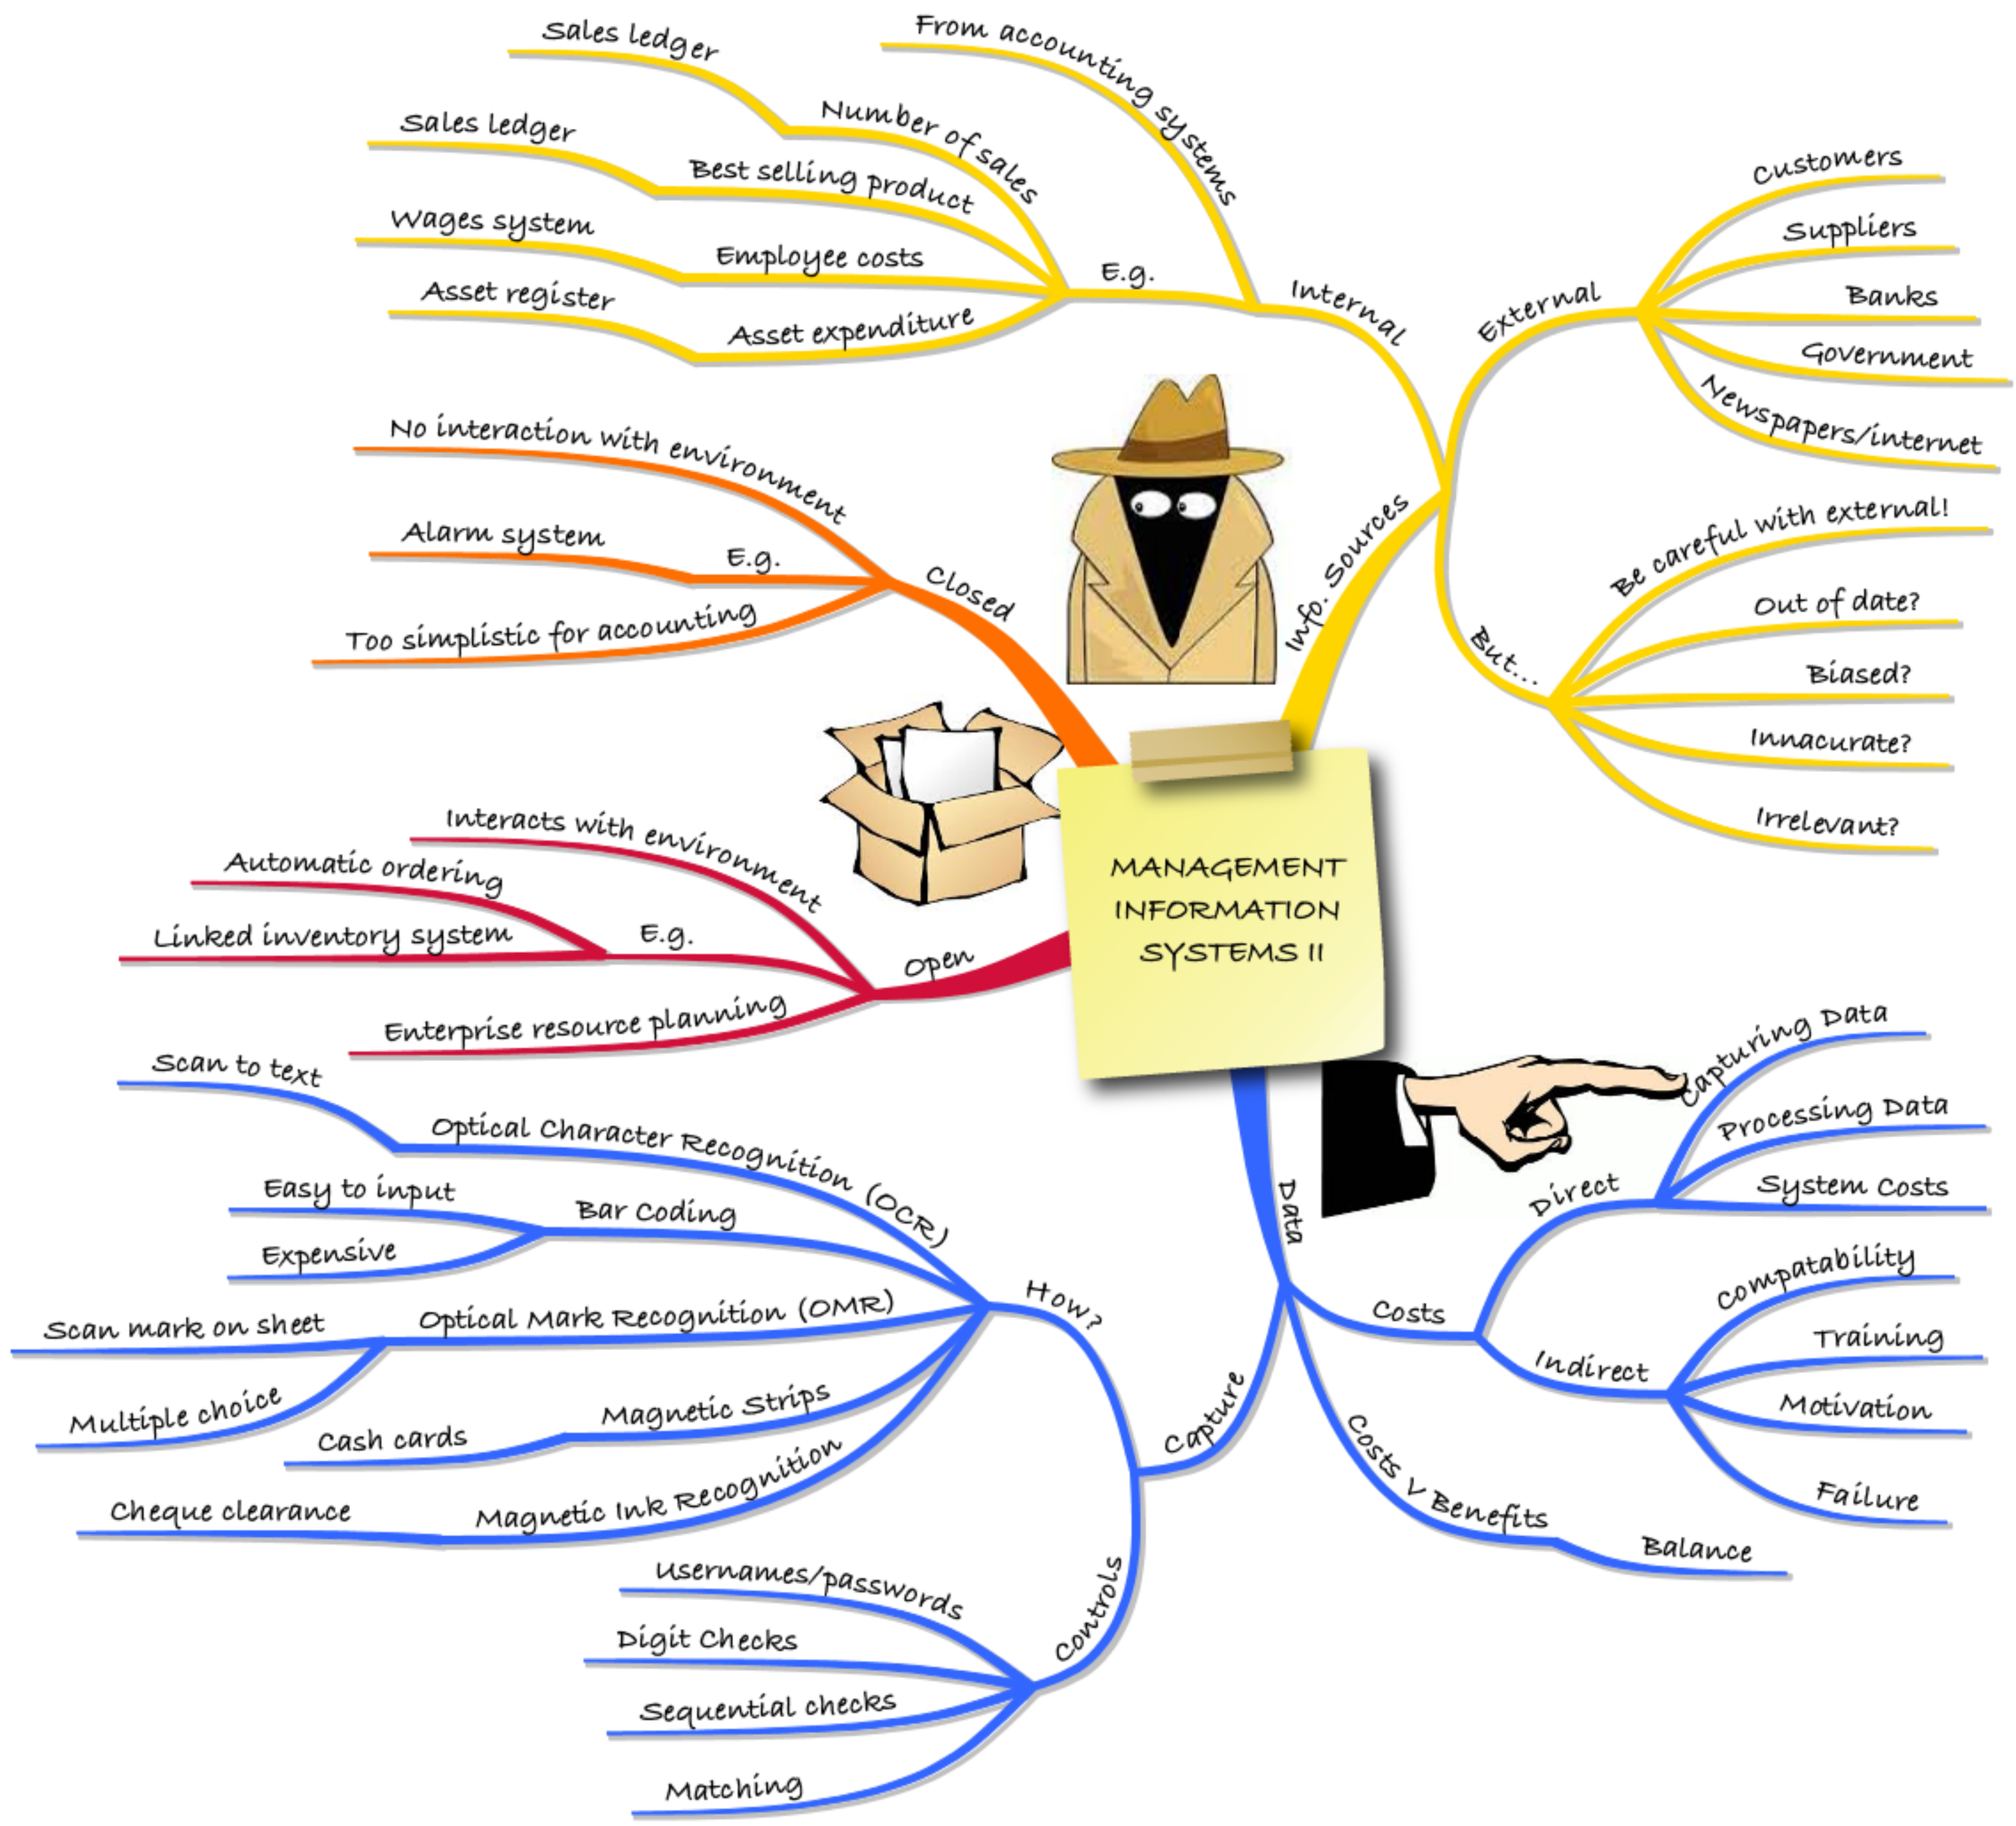 MANAGEMENT
INFORMATION
SYSTEMS II
Info. Sources
Internal
From accounting systems
E.g.
Number of sales
Sales ledger
Best selling product
Sales ledger
Employee costs
Wages system
Asset expenditure
Asset register
External
Customers
Suppliers
Banks
Government
Newspapers/internet
But...
Be careful with external!
Out of date?
Biased?
Innacurate?
Irrelevant?
Closed
No interaction with environment
E.g.
Alarm system
Too simplistic for accounting
Open
Interacts with environment
E.g.
Automatic ordering
Linked inventory system
Enterprise resource planning
Data
Costs
Direct
Capturing Data
Processing Data
System Costs
Indirect
Compatability
Training
Motivation
Failure
Costs V Benefits
Balance
Capture
How?
Optical Character Recognition (OCR)
Scan to text
Bar Coding
Easy to input
Expensive
Optical Mark Recognition (OMR)
Scan mark on sheet
Multiple choice
Magnetic Strips
Cash cards
Magnetic Ink Recognition
Cheque clearance
Controls
Usernames/passwords
Digit Checks
Sequential checks
Matching